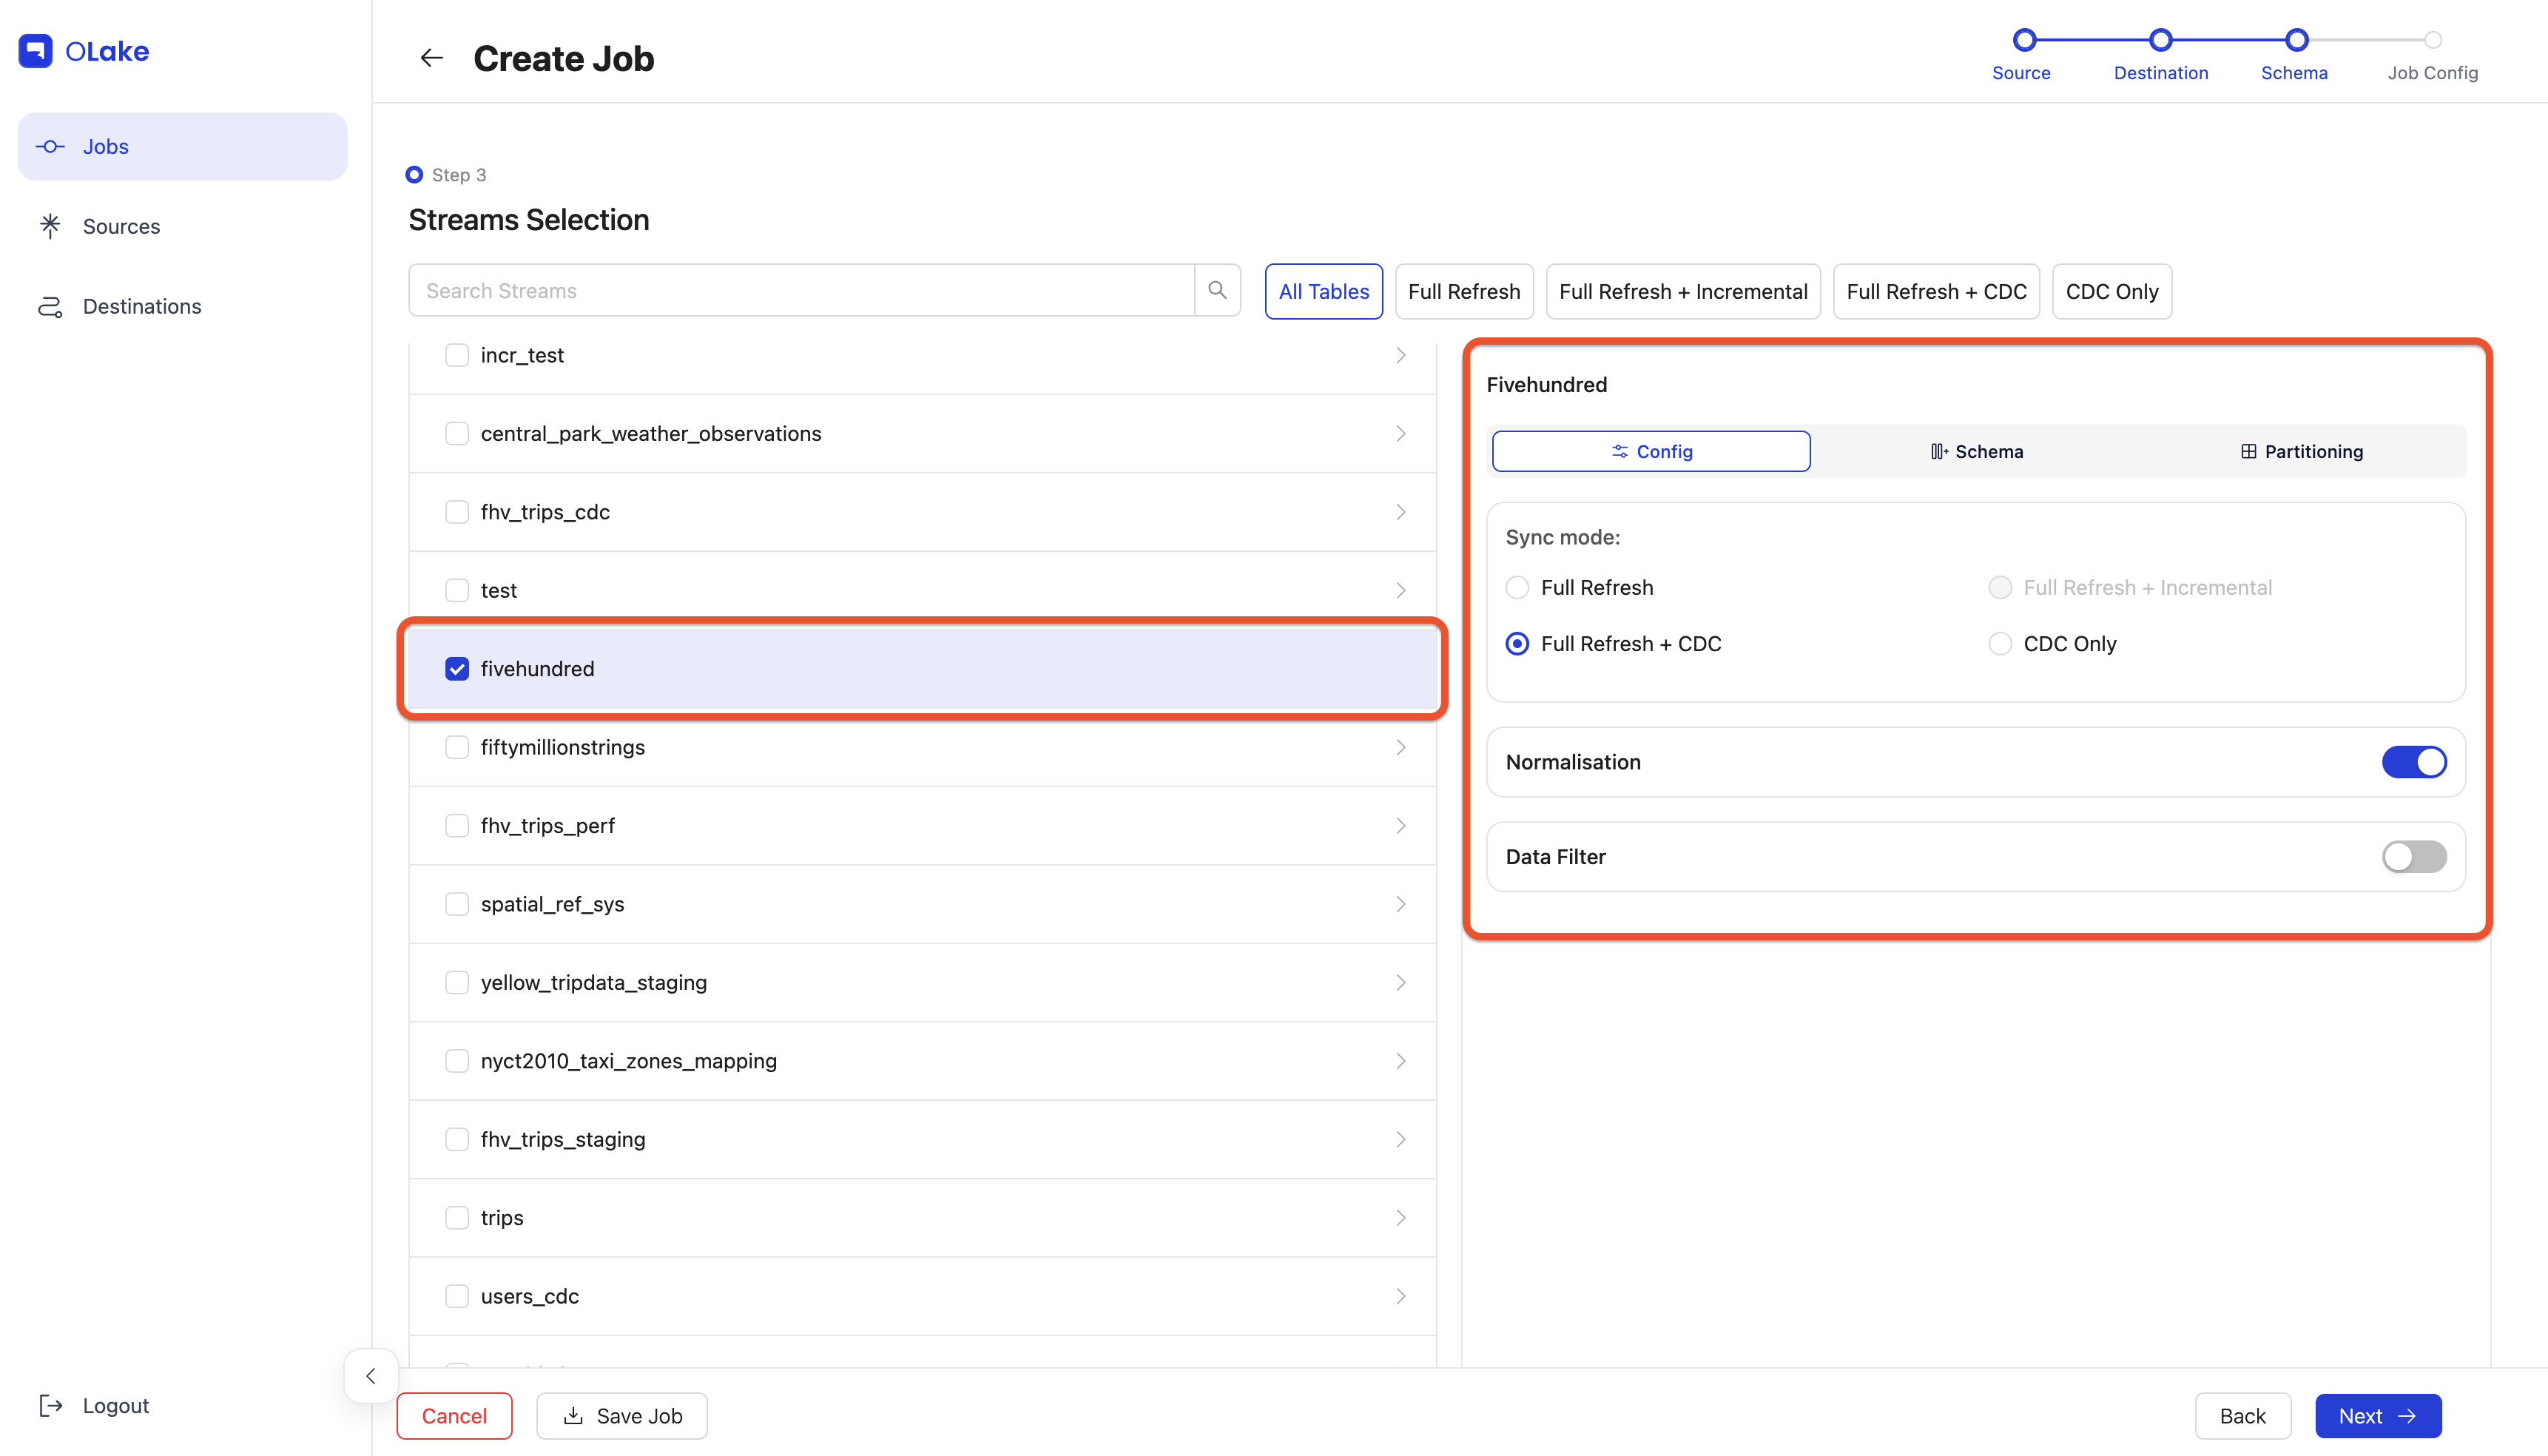 OLake
Jobs
Sources
Destinations
Logout
Create Job
Source
Destination
Schema
Job Config
Step 3
Streams Selection
Search Streams
All Tables
Full Refresh
Full Refresh + Incremental
Full Refresh + CDC
CDC Only
incr_test
central_park_weather_observations
fhv_trips_cdc
test
fivehundred
fiftymillionstrings
fhv_trips_perf
spatial_ref_sys
yellow_tripdata_staging
nyct2010_taxi_zones_mapping
fhv_trips_staging
trips
users_cdc
Fivehundred
Config
Schema
Partitioning
Sync mode:
Full Refresh
Full Refresh + Incremental
Full Refresh + CDC
CDC Only
Normalisation
Data Filter
Cancel
Save Job
Back
Next